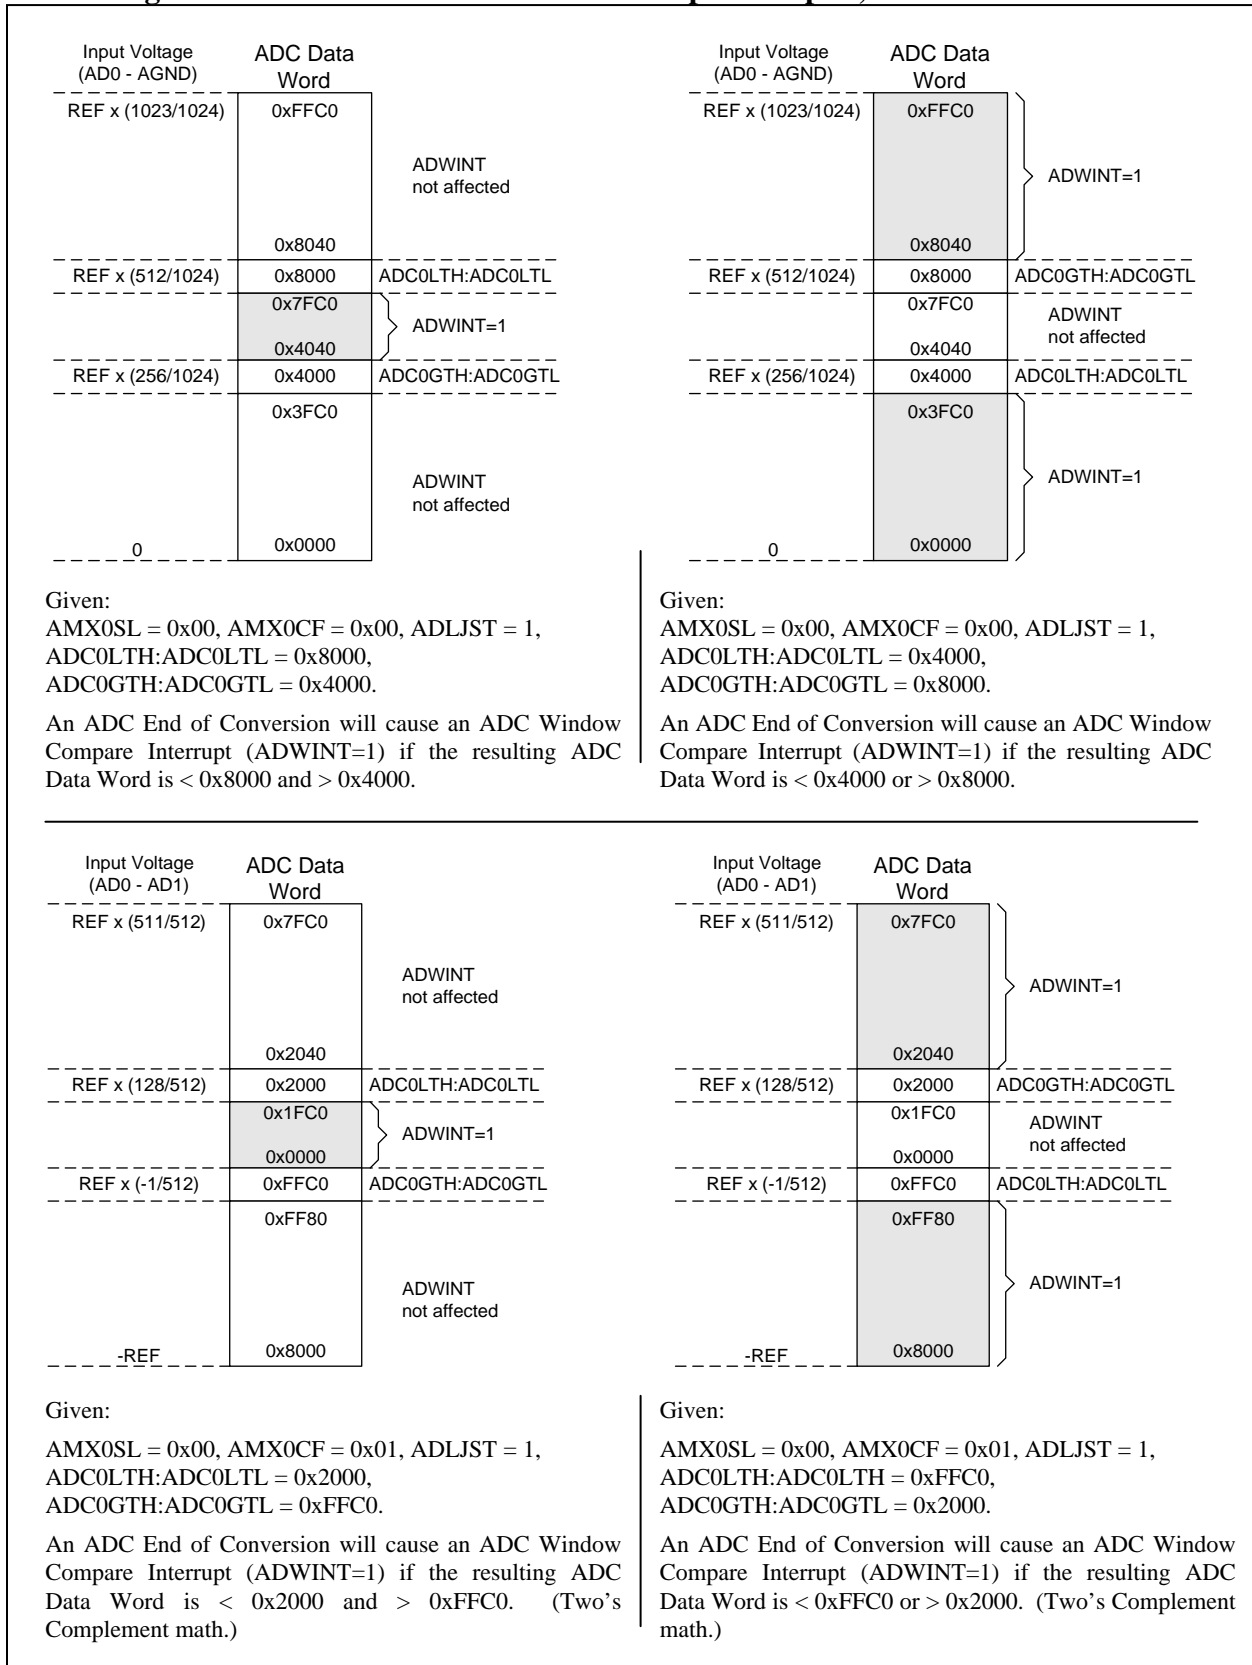 Input Voltage
(AD0 - AGND)
ADC Data
Word
REF x (1023/1024)
0xFFC0
ADWINT
not affected
0x8040
REF x (512/1024)
0x8000
ADC0LTH:ADC0LTL
0x7FC0
ADWINT=1
0x4040
REF x (256/1024)
0x4000
ADC0GTH:ADC0GTL
0x3FC0
ADWINT
not affected
0
0x0000
Given:
AMX0SL = 0x00, AMX0CF = 0x00, ADLJST = 1,
ADC0LTH:ADC0LTL = 0x8000,
ADC0GTH:ADC0GTL = 0x4000.
An ADC End of Conversion will cause an ADC Window
Compare Interrupt (ADWINT=1) if the resulting ADC
Data Word is < 0x8000 and > 0x4000.
Input Voltage
(AD0 - AGND)
ADC Data
Word
REF x (1023/1024)
0xFFC0
ADWINT=1
0x8040
REF x (512/1024)
0x8000
ADC0GTH:ADC0GTL
0x7FC0
ADWINT
not affected
0x4040
REF x (256/1024)
0x4000
ADC0LTH:ADC0LTL
0x3FC0
ADWINT=1
0
0x0000
Given:
AMX0SL = 0x00, AMX0CF = 0x00, ADLJST = 1,
ADC0LTH:ADC0LTL = 0x4000,
ADC0GTH:ADC0GTL = 0x8000.
An ADC End of Conversion will cause an ADC Window
Compare Interrupt (ADWINT=1) if the resulting ADC
Data Word is < 0x4000 or > 0x8000.
Input Voltage
(AD0 - AD1)
ADC Data
Word
REF x (511/512)
0x7FC0
ADWINT
not affected
0x2040
REF x (128/512)
0x2000
ADC0LTH:ADC0LTL
0x1FC0
ADWINT=1
0x0000
REF x (-1/512)
0xFFC0
ADC0GTH:ADC0GTL
0xFF80
ADWINT
not affected
-REF
0x8000
Given:
AMX0SL = 0x00, AMX0CF = 0x01, ADLJST = 1,
ADC0LTH:ADC0LTL = 0x2000,
ADC0GTH:ADC0GTL = 0xFFC0.
An ADC End of Conversion will cause an ADC Window
Compare Interrupt (ADWINT=1) if the resulting ADC
Data Word is < 0x2000 and > 0xFFC0. (Two's
Complement math.)
Input Voltage
(AD0 - AD1)
ADC Data
Word
REF x (511/512)
0x7FC0
ADWINT=1
0x2040
REF x (128/512)
0x2000
ADC0GTH:ADC0GTL
0x1FC0
ADWINT
not affected
0x0000
REF x (-1/512)
0xFFC0
ADC0LTH:ADC0LTL
0xFF80
ADWINT=1
-REF
0x8000
Given:
AMX0SL = 0x00, AMX0CF = 0x01, ADLJST = 1,
ADC0LTH:ADC0LTH = 0xFFC0,
ADC0GTH:ADC0GTL = 0x2000.
An ADC End of Conversion will cause an ADC Window
Compare Interrupt (ADWINT=1) if the resulting ADC
Data Word is < 0xFFC0 or > 0x2000. (Two's Complement
math.)